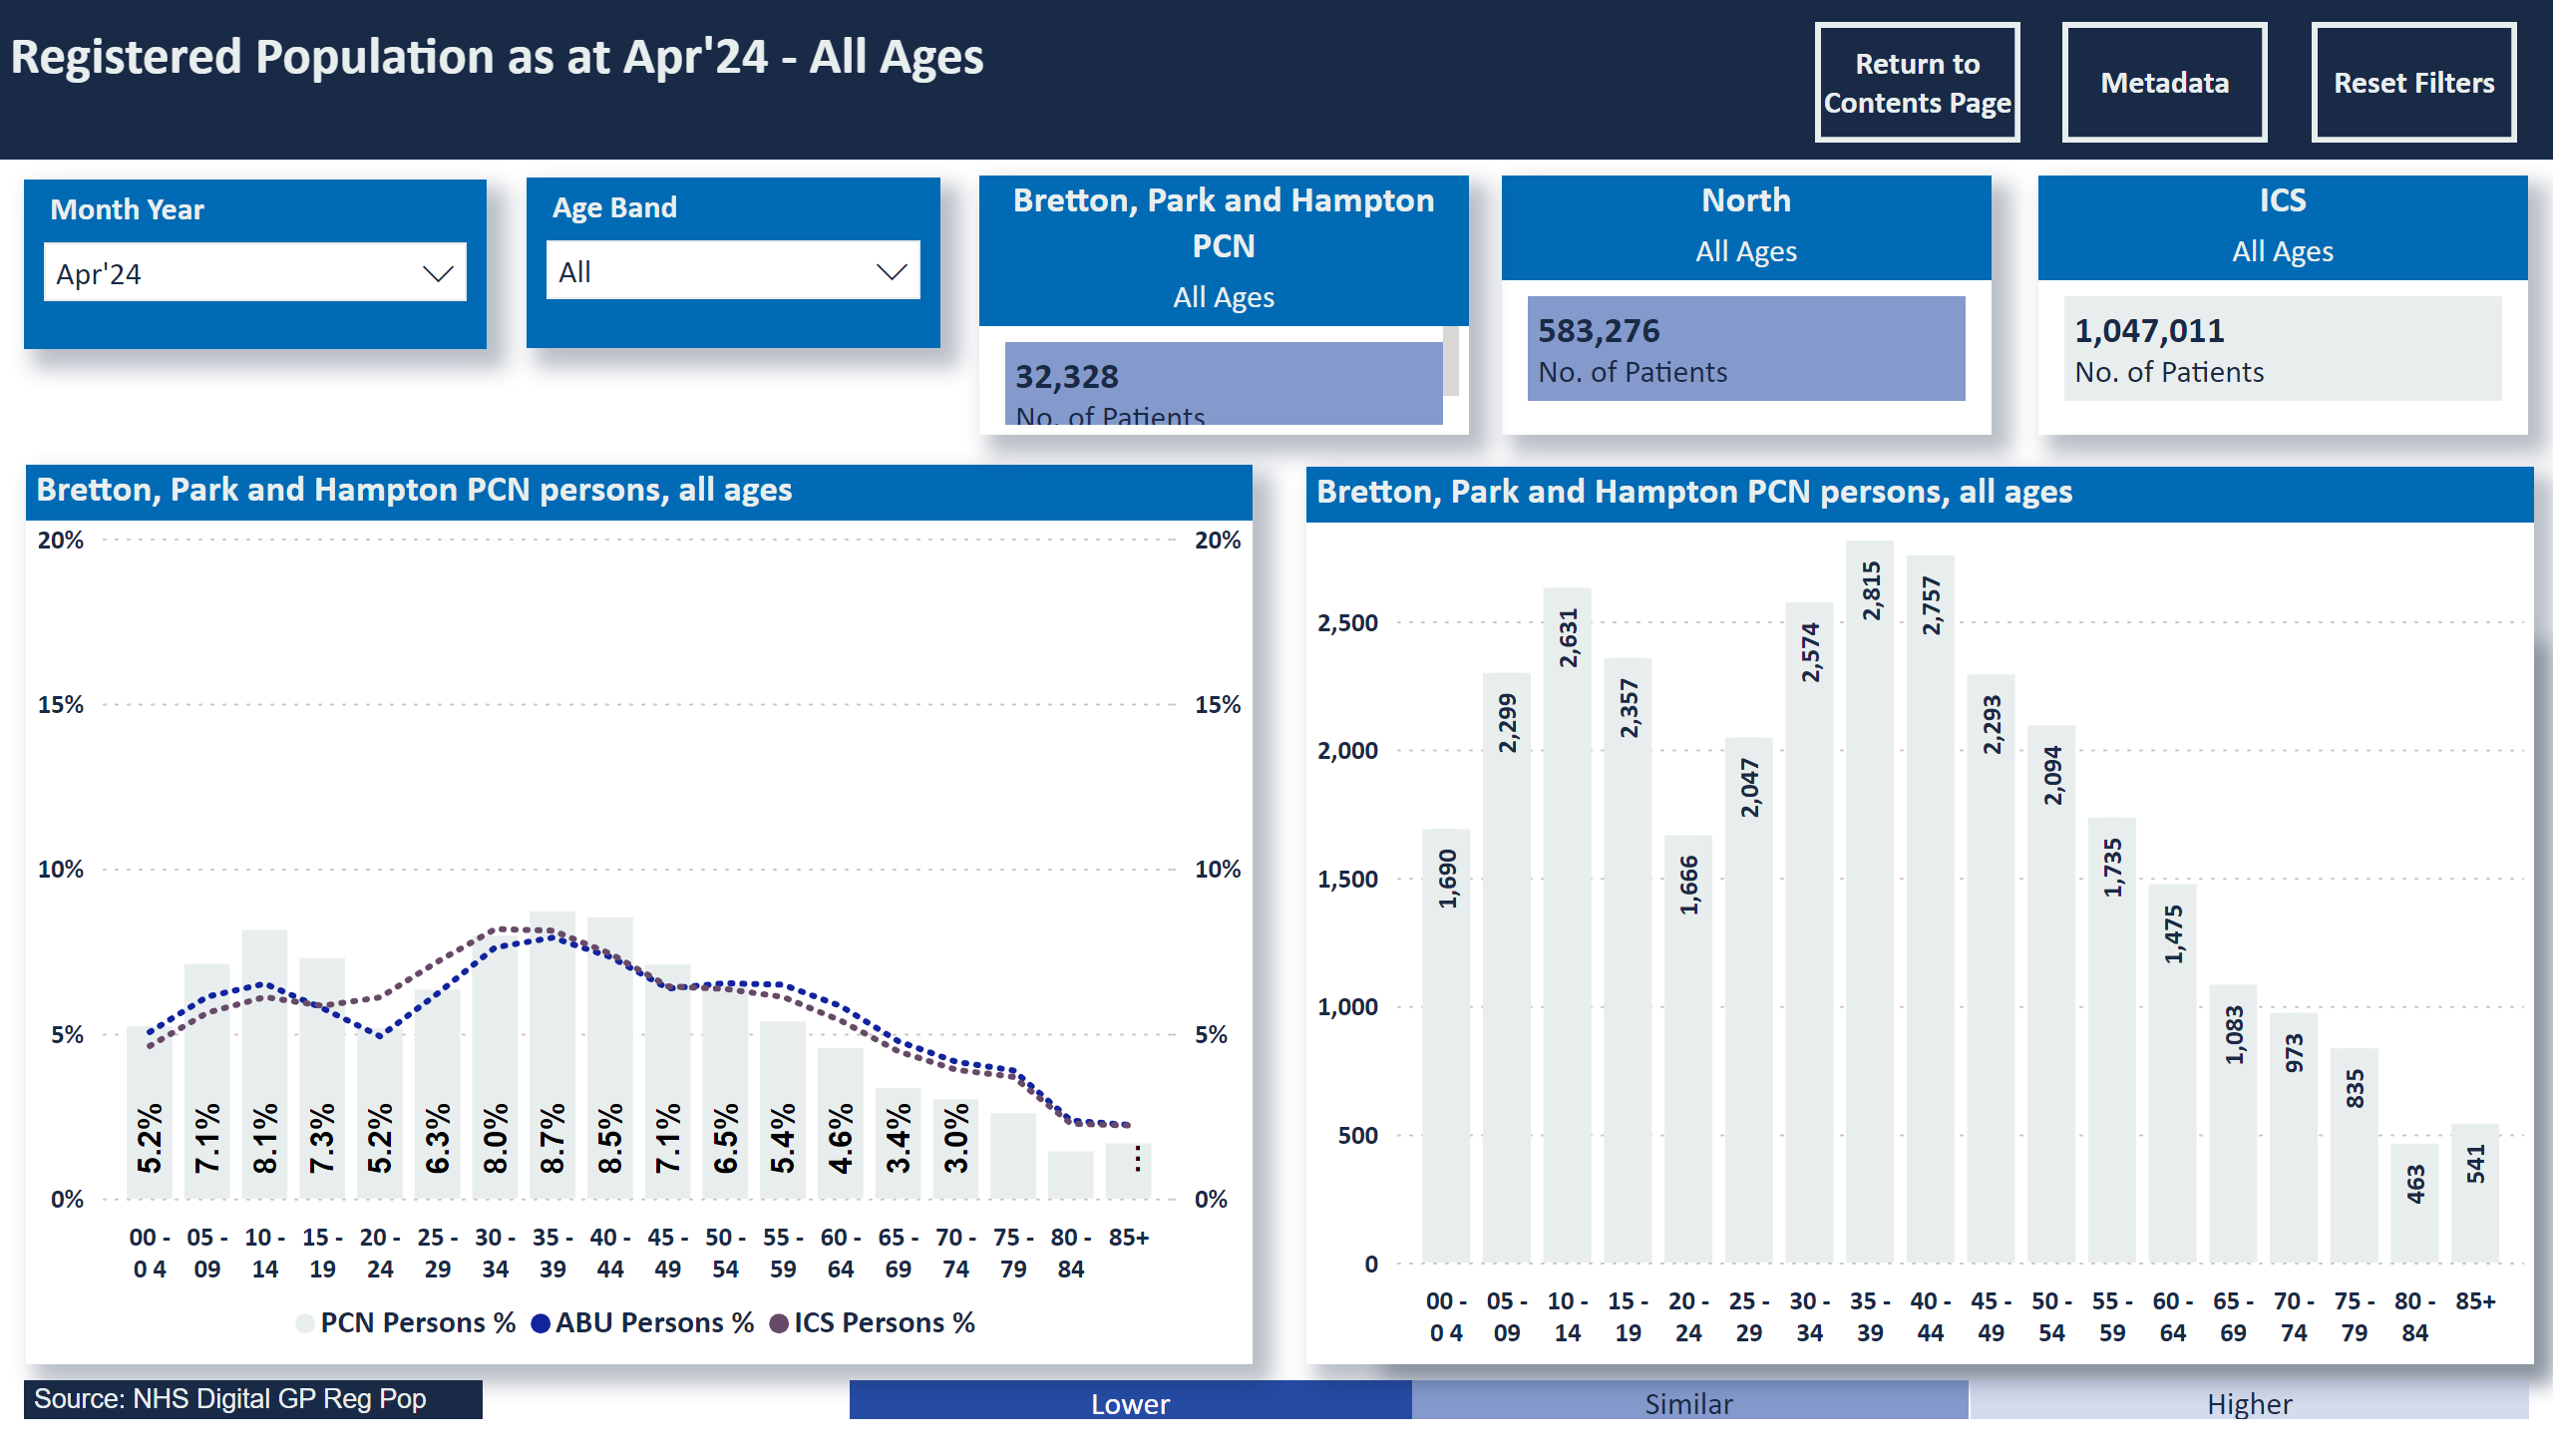 Registered Population as at Apr'24 - All Ages
Return to
Contents Page
Metadata
Reset Filters
Month Year
Apr'24
Age Band
All
Bretton, Park and Hampton
PCN
All Ages
32,328
No. of Patients
North
All Ages
583,276
No. of Patients
ICS
All Ages
1,047,011
No. of Patients
Bretton, Park and Hampton PCN persons, all ages
20%
15%
10%
5%
0%
20%
15%
10%
5%
0%
5.2% 7.1% 8.1% 7.3% 5.2% 6.3% 8.0% 8.7% 8.5% 7.1% 6.5% 5.4% 4.6% 3.4% 3.0% ...
00 - 05 - 10 - 15 - 20 - 25 - 30 - 35 - 40 - 45 - 50 - 55 - 60 - 65 - 70 - 75 - 80 - 85+
0 4 09 14 19 24 29 34 39 44 49 54 59 64 69 74 79 84
PCN Persons % ABU Persons % ICS Persons %
Bretton, Park and Hampton PCN persons, all ages
2,500
2,000
1,500
1,000
500
0
1,690 2,299 2,631 2,357 1,666 2,047 2,574 2,815 2,757 2,293 2,094 1,735 1,475 1,083 973 835 463 541
00 - 05 - 10 - 15 - 20 - 25 - 30 - 35 - 40 - 45 - 50 - 55 - 60 - 65 - 70 - 75 - 80 - 85+
0 4 09 14 19 24 29 34 39 44 49 54 59 64 69 74 79 84
Source: NHS Digital GP Reg Pop
Lower
Similar
Higher